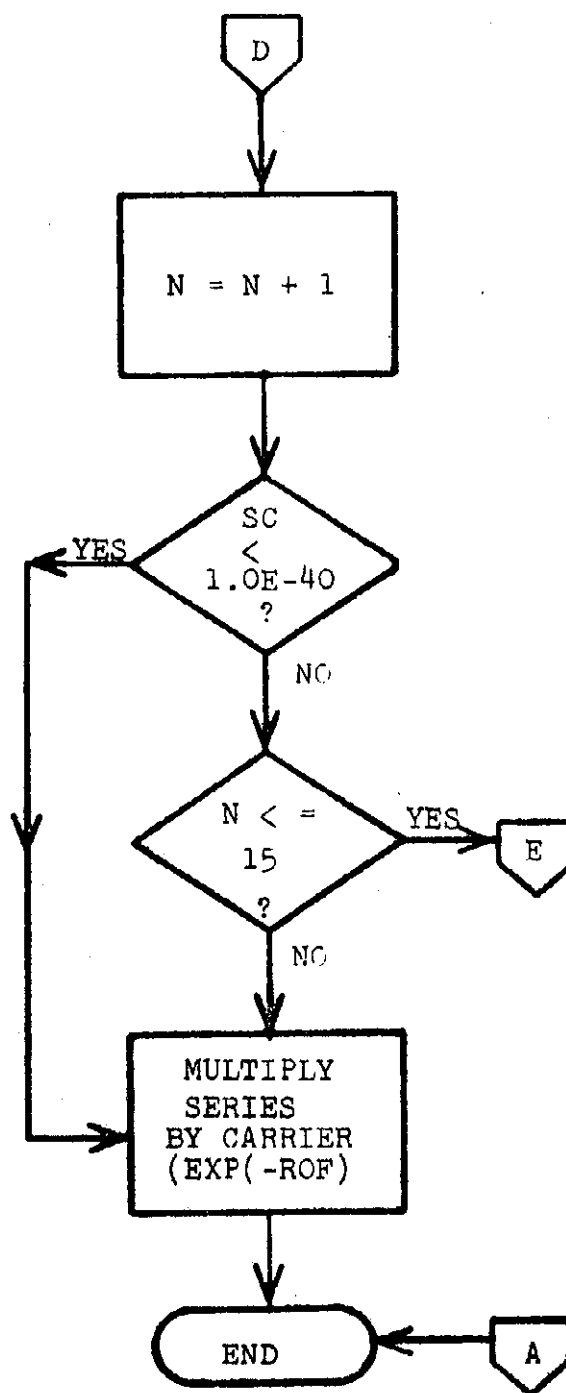 D
N = N + 1
SC
<
1.0E-40
?
YES
NO
N < =
15
?
YES
E
NO
MULTIPLY
SERIES
BY CARRIER
(EXP(-ROF)
END
A